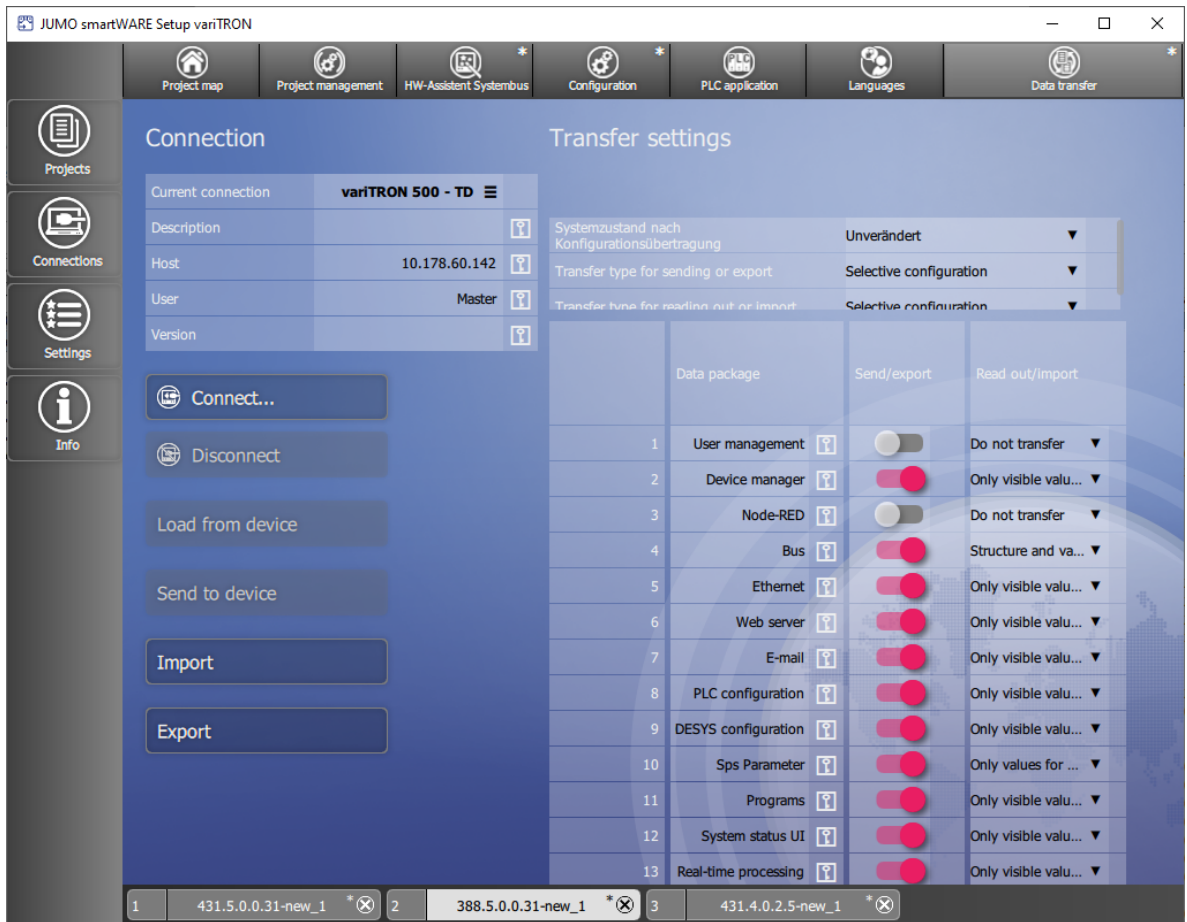 JUMO smartWARE Setup variTRON
Project map
Project management
HW-Assistent Systembus *
Configuration *
PLC application
Languages
Data transfer *
Projects
Connections
Settings
Info
Connection
Current connection variTRON 500 - TD ☰
Description
Host 10.178.60.142
User Master
Version
Connect...
Disconnect
Load from device
Send to device
Import
Export
Transfer settings
Systemzustand nach
Konfigurationsübertragung Unverändert ▼
Transfer type for sending or export Selective configuration ▼
Transfer type for reading out or import Selective configuration ▼
Data package Send/export Read out/import
1 User management Do not transfer ▼
2 Device manager Only visible valu... ▼
3 Node-RED Do not transfer ▼
4 Bus Structure and va... ▼
5 Ethernet Only visible valu... ▼
6 Web server Only visible valu... ▼
7 E-mail Only visible valu... ▼
8 PLC configuration Only visible valu... ▼
9 DESYS configuration Only visible valu... ▼
10 Sps Parameter Only values for ... ▼
11 Programs Only visible valu... ▼
12 System status UI Only visible valu... ▼
13 Real-time processing Only visible valu... ▼
1 431.5.0.0.31-new_1 *
2 388.5.0.0.31-new_1 *
3 431.4.0.2.5-new_1 *